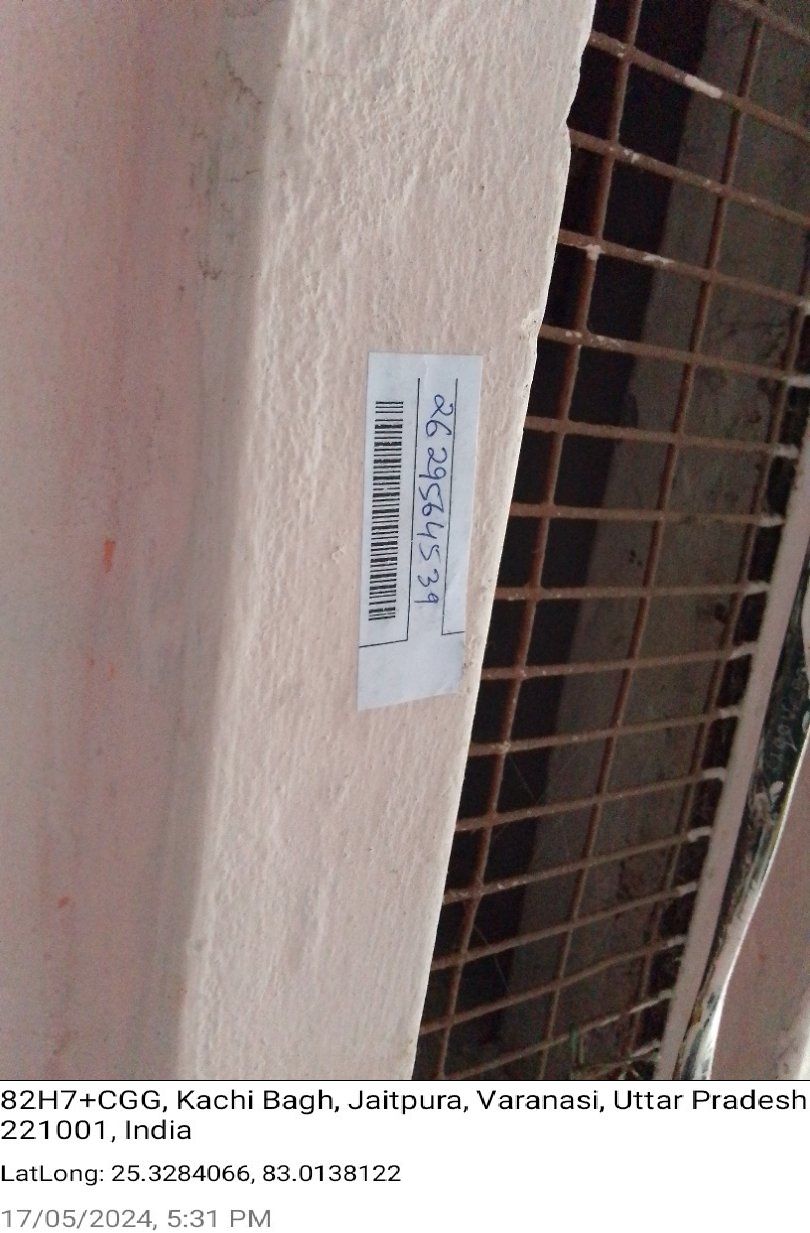 2629564539
82H7+CGG, Kachi Bagh, Jaitpura, Varanasi, Uttar Pradesh
221001, India
LatLong: 25.3284066, 83.0138122
17/05/2024, 5:31 PM